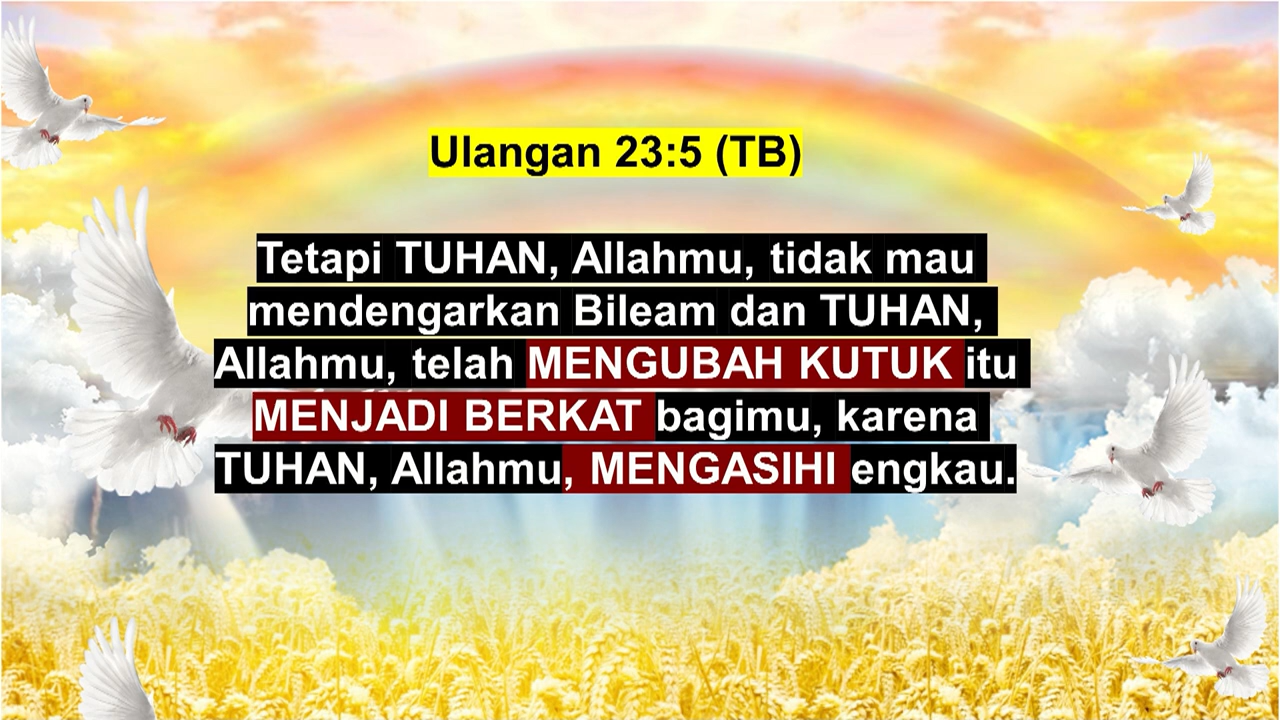 Ulangan 23:5 (TB)
Tetapi TUHAN, Allahmu, tidak mau
mendengarkan Bileam dan TUHAN,
Allahmu, telah MENGUBAH KUTUK itu
MENJADI BERKAT bagimu, karena
TUHAN, Allahmu, MENGASIHI engkau.